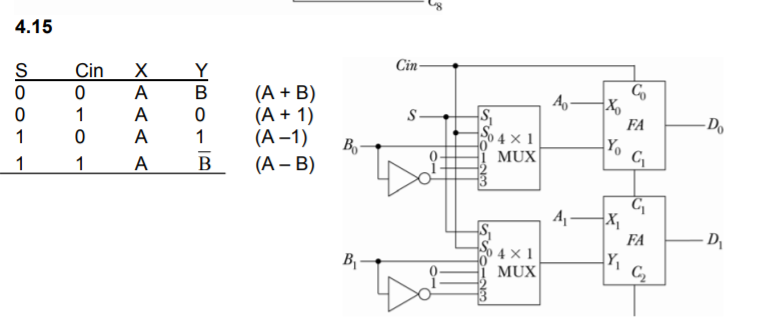 C8
4.15
S Cin X Y
0 0 A B (A + B)
0 1 A 0 (A + 1)
1 0 A 1 (A –1)
1 1 A B̅ (A – B)
Cin
S
B0
S1
S0
0
1
2
3
4 × 1
MUX
0
1
A0
X0
Y0
C0
FA
C1
D0
B1
S1
S0
0
1
2
3
4 × 1
MUX
0
1
A1
X1
Y1
C1
FA
C2
D1